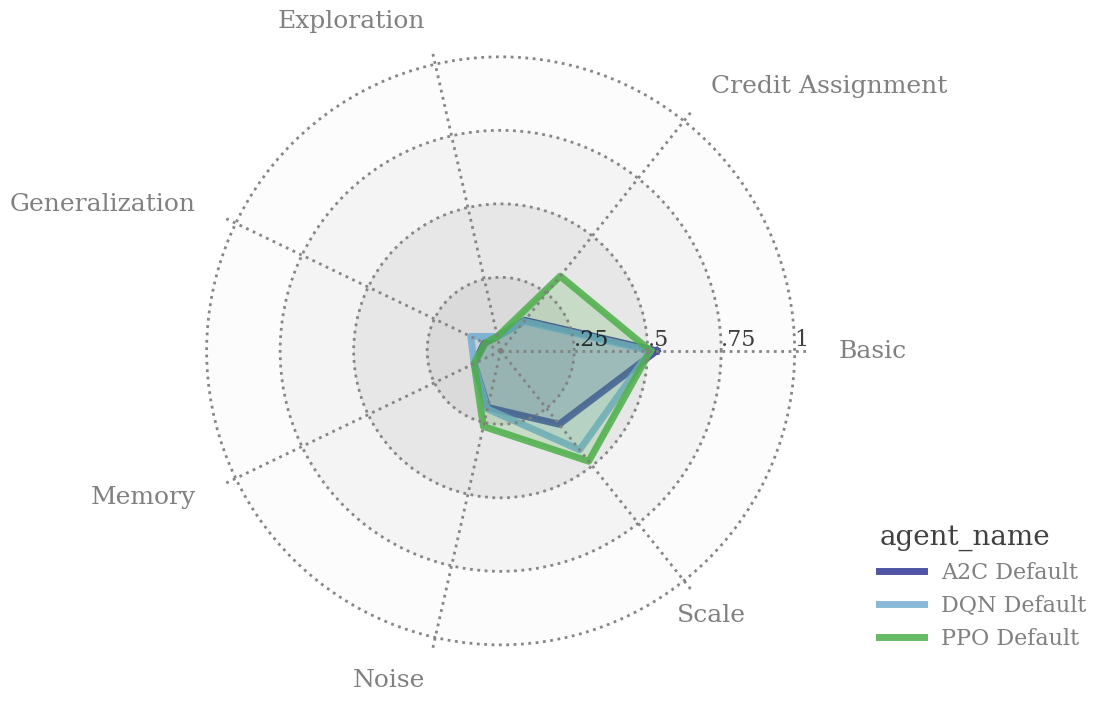 Exploration
Credit Assignment
Generalization
.25
.5
.75
1
Basic
Memory
Scale
Noise
agent_name
A2C Default
DQN Default
PPO Default